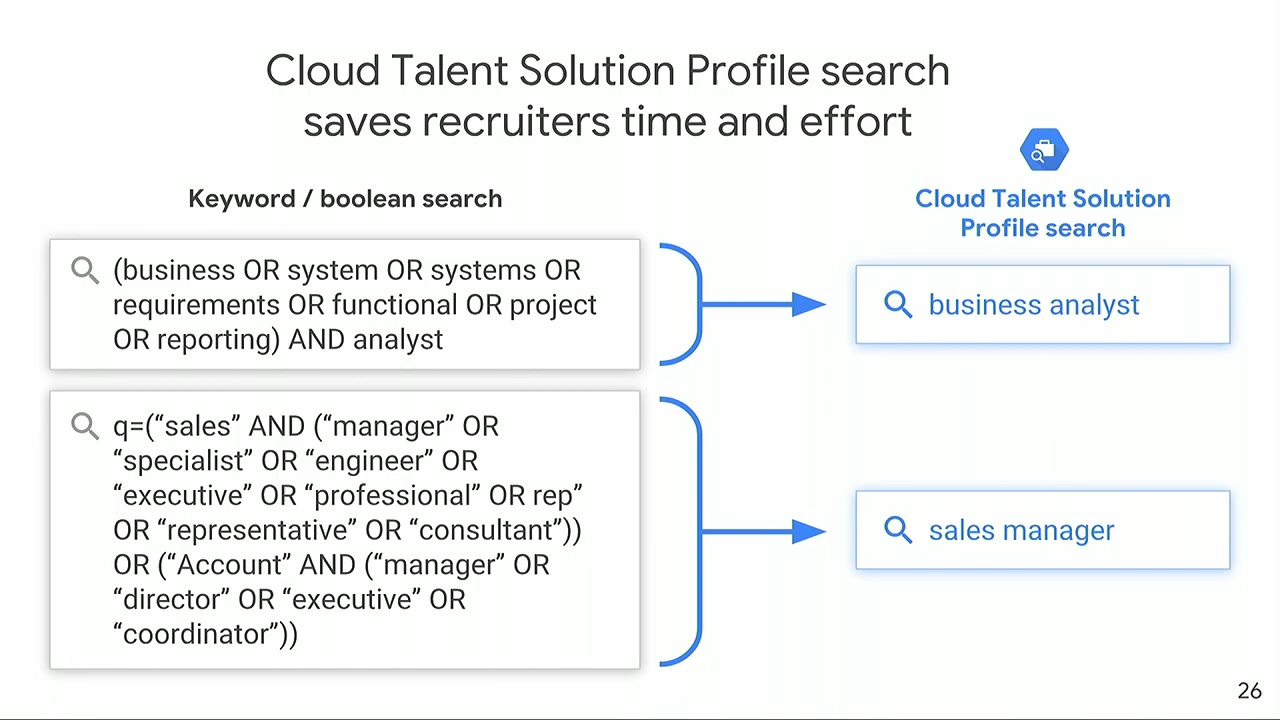 Cloud Talent Solution Profile search
saves recruiters time and effort
Keyword / boolean search
Cloud Talent Solution
Profile search
(business OR system OR systems OR
requirements OR functional OR project
OR reporting) AND analyst
business analyst
q=(“sales” AND (“manager” OR
“specialist” OR “engineer” OR
“executive” OR “professional” OR rep”
OR “representative” OR “consultant”))
OR (“Account” AND (“manager” OR
“director” OR “executive” OR
“coordinator”))
sales manager
26